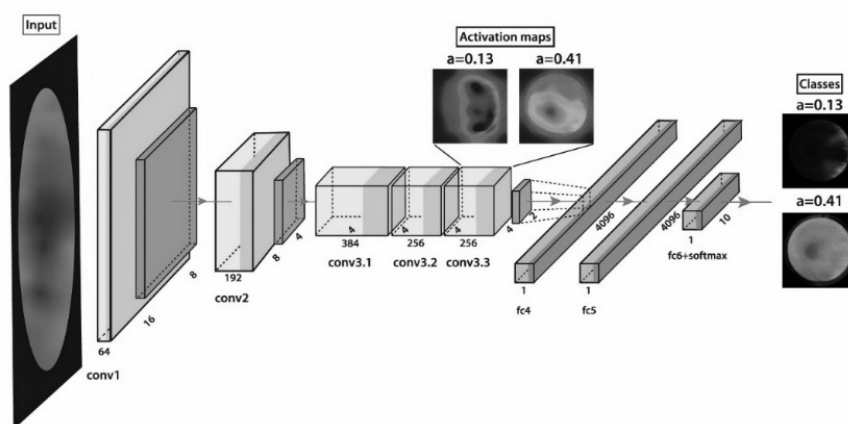 Input
64
conv1
16
8
192
conv2
8
4
4
384
conv3.1
4
256
conv3.2
4
256
conv3.3
Activation maps
a=0.13
a=0.41
4
2
1
fc4
4096
1
fc5
4096
1
10
fc6+softmax
Classes
a=0.13
a=0.41